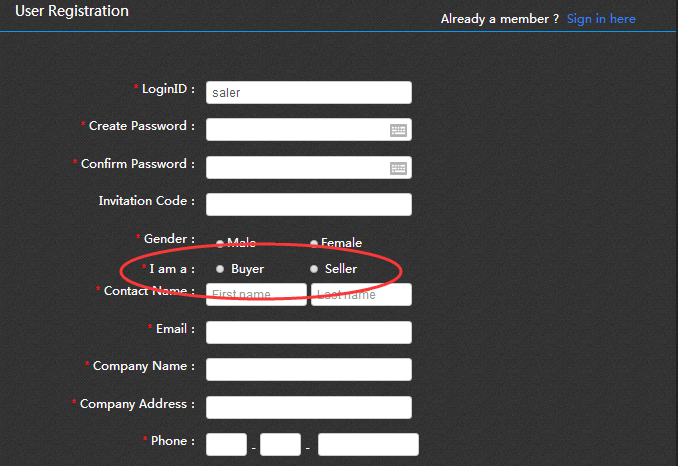 User Registration
Already a member ? Sign in here
* LoginID : saler
* Create Password :
* Confirm Password :
Invitation Code :
* Gender : Male Female
* I am a : Buyer Seller
* Contact Name : First name Last name
* Email :
* Company Name :
* Company Address :
* Phone : - -